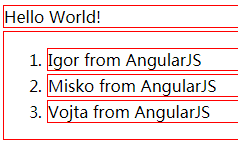 Hello World!
1. Igor from AngularJS
2. Misko from AngularJS
3. Vojta from AngularJS